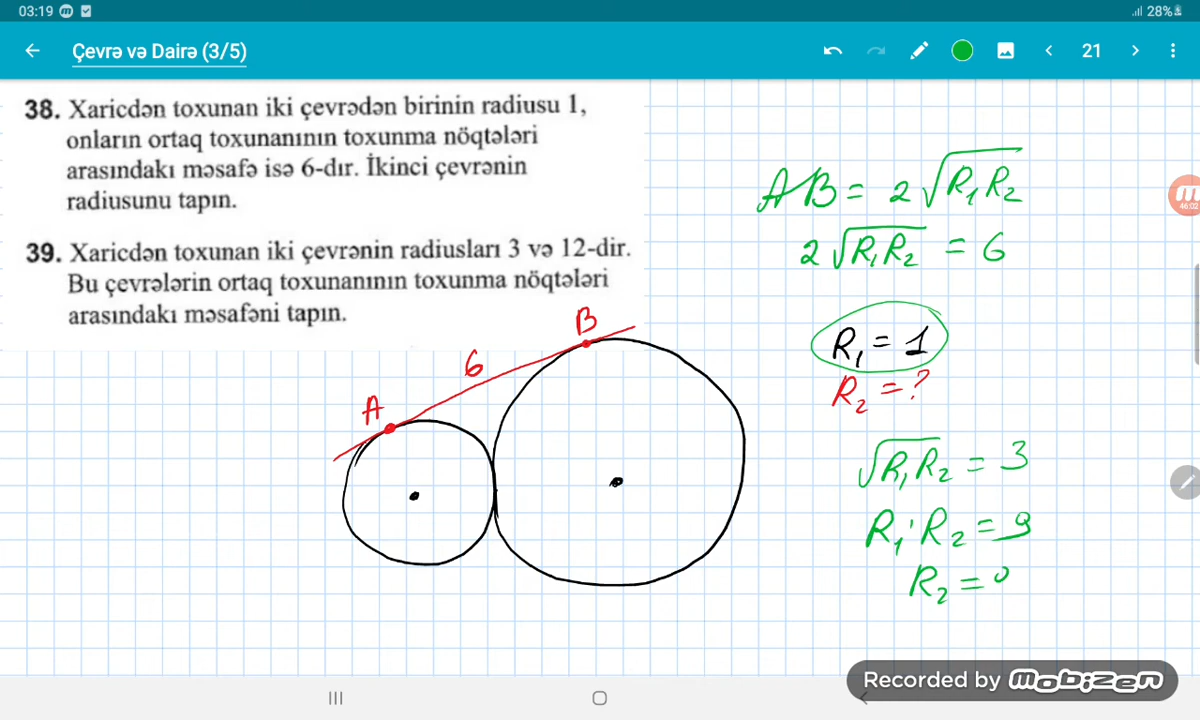 03:19 28%
Çevrə və Dairə (3/5) 21
38. Xaricdən toxunan iki çevrədən birinin radiusu 1,
onların ortaq toxunanının toxunma nöqtələri
arasındakı məsafə isə 6-dır. İkinci çevrənin
radiusunu tapın.
39. Xaricdən toxunan iki çevrənin radiusları 3 və 12-dir.
Bu çevrələrin ortaq toxunanının toxunma nöqtələri
arasındakı məsafəni tapın.
A
6
B
AB = 2√R₁R₂
2√R₁R₂ = 6
R₁ = 1
R₂ = ?
√R₁R₂ = 3
R₁·R₂ = 9
R₂ =
46:02
Recorded by mobizen